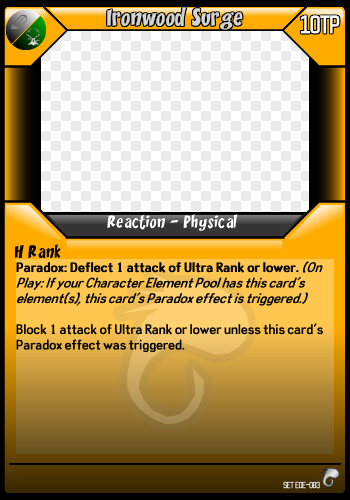 Ironwood Surge
10TP
Reaction - Physical
H Rank
Paradox: Deflect 1 attack of Ultra Rank or lower. (On
Play: If your Character Element Pool has this card's
element(s), this card's Paradox effect is triggered.)
Block 1 attack of Ultra Rank or lower unless this card's
Paradox effect was triggered.
SET EDE-083